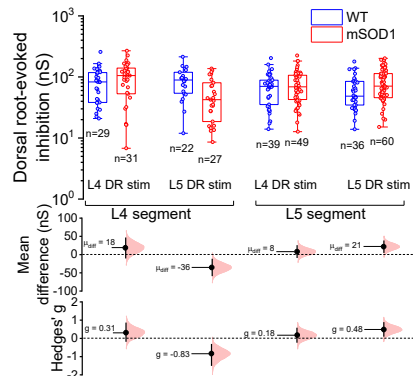 WT
mSOD1
Dorsal root-evoked
inhibition (nS)
10³
10²
10¹
10⁰
n=29
n=31
n=22
n=27
n=39
n=49
n=36
n=60
L4 DR stim
L5 DR stim
L4 DR stim
L5 DR stim
L4 segment
L5 segment
Mean
difference (nS)
100
50
0
-50
-100
μdiff = 18
μdiff = -36
μdiff = 8
μdiff = 21
Hedges' g
2
1
0
-1
-2
g = 0.31
g = -0.83
g = 0.18
g = 0.48